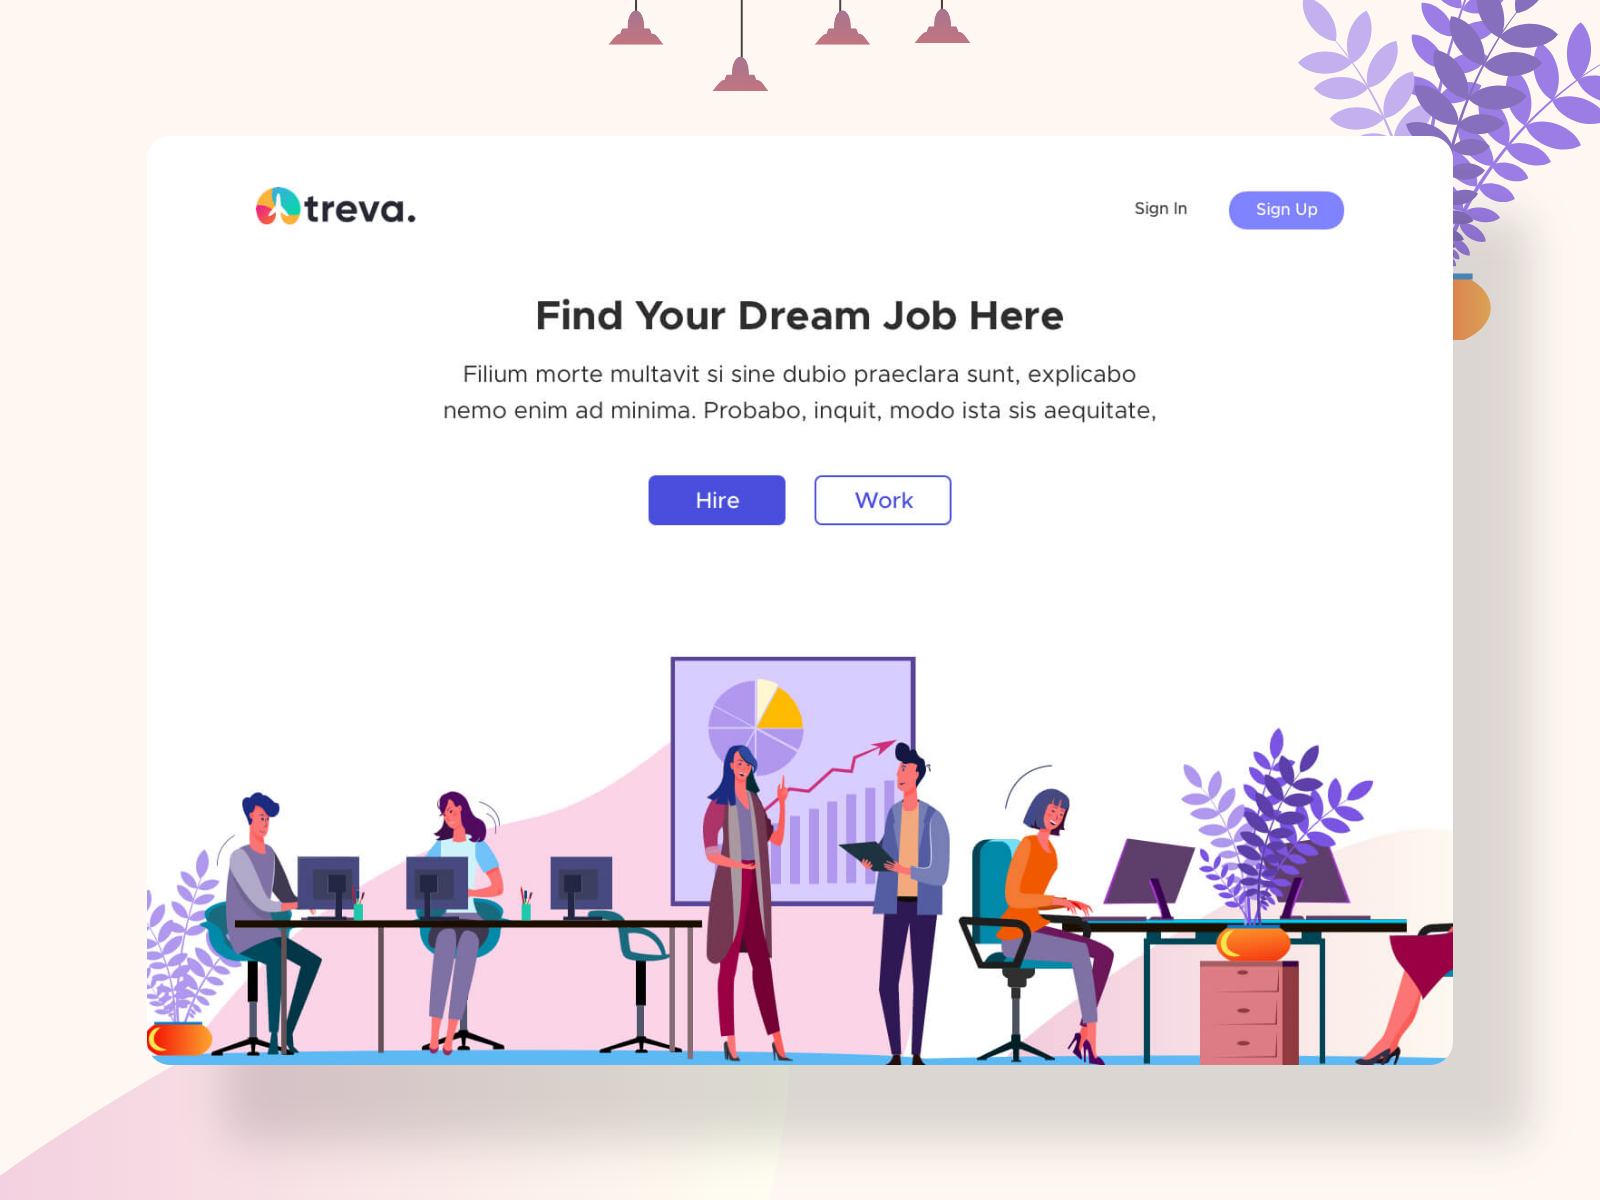 treva.
Sign In
Sign Up
Find Your Dream Job Here
Filium morte multavit si sine dubio praeclara sunt, explicabo
nemo enim ad minima. Probabo, inquit, modo ista sis aequitate,
Hire
Work